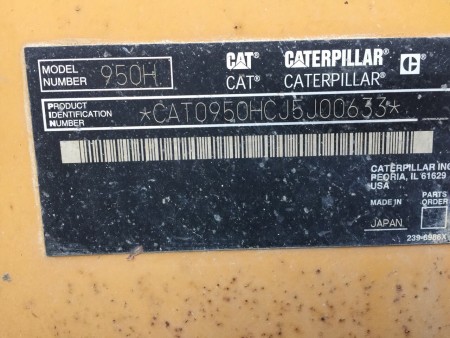 MODEL NUMBER 950H
CAT® CATERPILLAR® C®
CAT® CATERPILLAR®
PRODUCT IDENTIFICATION NUMBER *CAT0950HCJ5J00633*
CATERPILLAR INC
PEORIA, IL 61629
USA
MADE IN PARTS ORDER
JAPAN